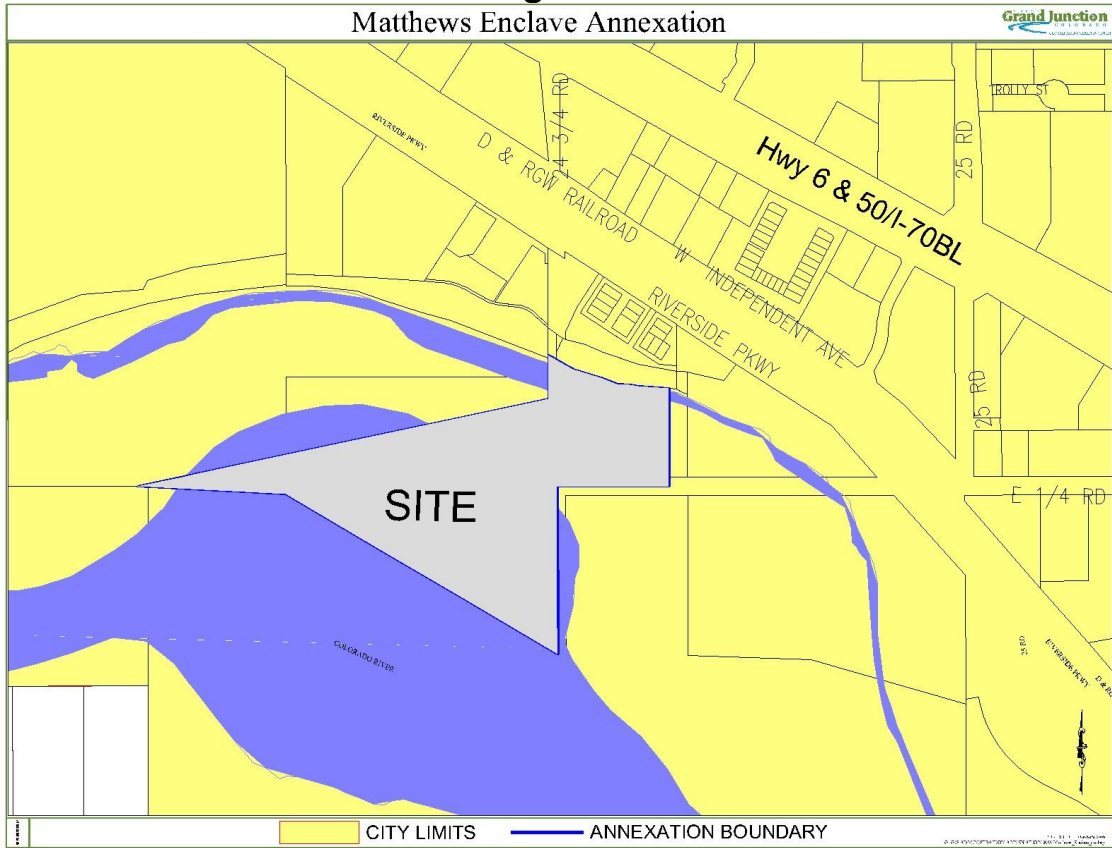 Matthews Enclave Annexation
Grand Junction
COLORADO
TROLLY ST
RIVERSIDE PKWY
24 3/4 RD
25 RD
D & RGW RAILROAD
Hwy 6 & 50/I-70BL
W INDEPENDENT AVE
RIVERSIDE PKWY
25 RD
SITE
E 1/4 RD
COLORADO RIVER
25 RD
RIVERSIDE PKWY
CITY LIMITS
ANNEXATION BOUNDARY